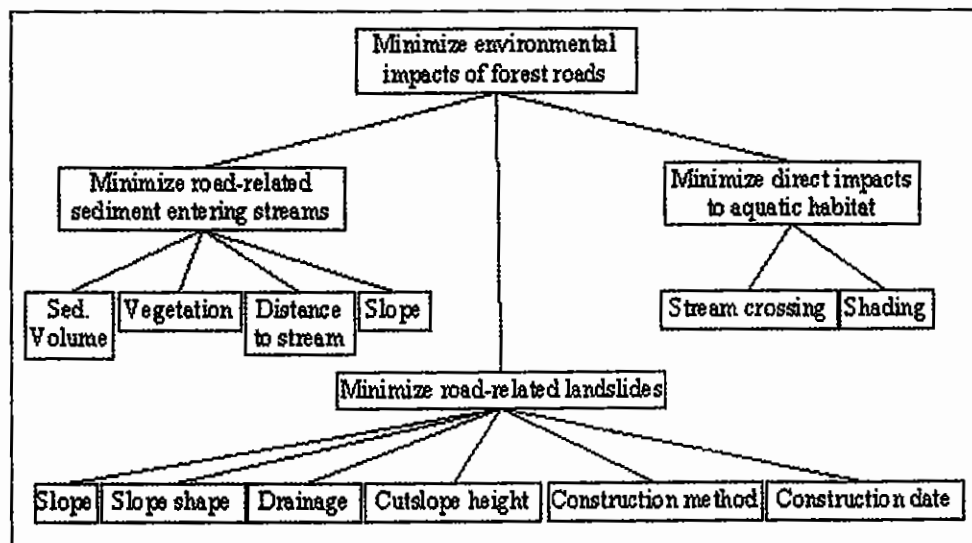 Minimize environmental
impacts of forest roads
Minimize road-related
sediment entering streams
Minimize direct impacts
to aquatic habitat
Sed.
Volume
Vegetation
Distance
to stream
Slope
Stream crossing
Shading
Minimize road-related landslides
Slope
Slope shape
Drainage
Cutslope height
Construction method
Construction date